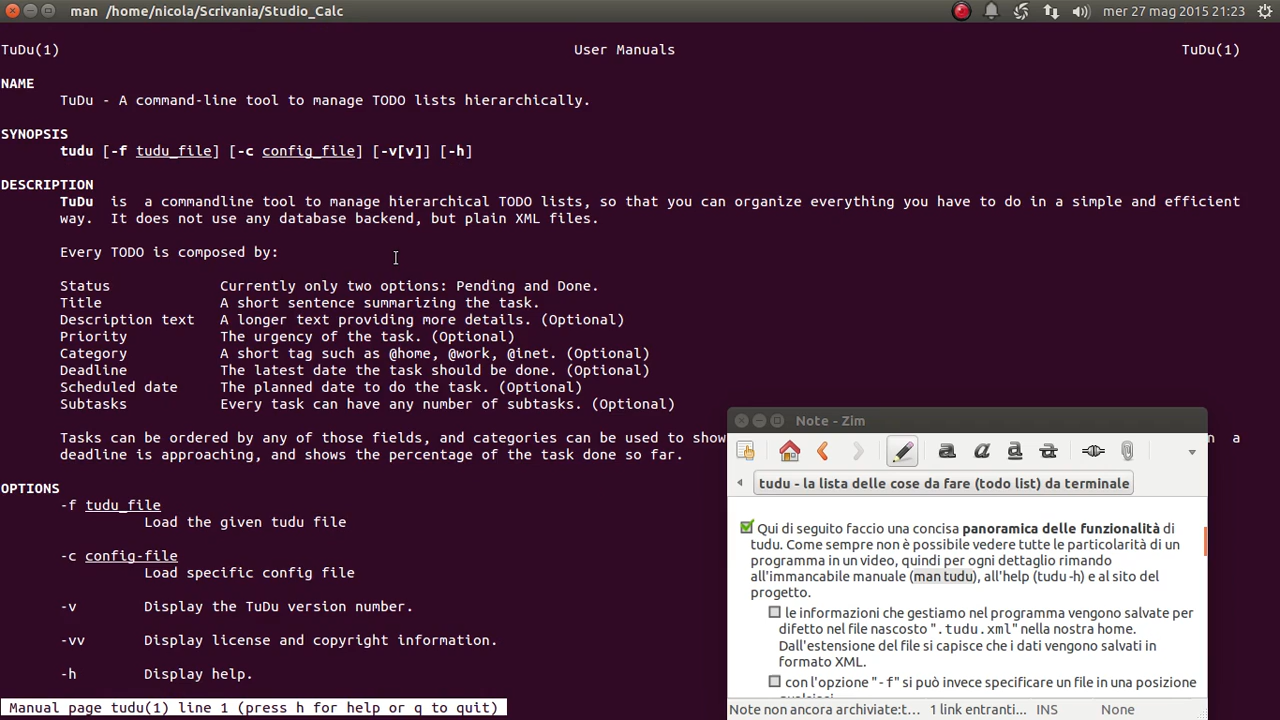 man /home/nicola/Scrivania/Studio_Calc
mer 27 mag 2015 21:23
TuDu(1) User Manuals TuDu(1)
NAME
TuDu - A command-line tool to manage TODO lists hierarchically.
SYNOPSIS
tudu [-f tudu_file] [-c config_file] [-v[v]] [-h]
DESCRIPTION
TuDu is a commandline tool to manage hierarchical TODO lists, so that you can organize everything you have to do in a simple and efficient
way. It does not use any database backend, but plain XML files.
Every TODO is composed by:
Status Currently only two options: Pending and Done.
Title A short sentence summarizing the task.
Description text A longer text providing more details. (Optional)
Priority The urgency of the task. (Optional)
Category A short tag such as @home, @work, @inet. (Optional)
Deadline The latest date the task should be done. (Optional)
Scheduled date The planned date to do the task. (Optional)
Subtasks Every task can have any number of subtasks. (Optional)
Tasks can be ordered by any of those fields, and categories can be used to show a
deadline is approaching, and shows the percentage of the task done so far.
OPTIONS
-f tudu_file
Load the given tudu file
-c config-file
Load specific config file
-v Display the TuDu version number.
-vv Display license and copyright information.
-h Display help.
Manual page tudu(1) line 1 (press h for help or q to quit)
Note - Zim
a a a a
tudu - la lista delle cose da fare (todo list) da terminale
Qui di seguito faccio una concisa panoramica delle funzionalità di
tudu. Come sempre non è possibile vedere tutte le particolarità di un
programma in un video, quindi per ogni dettaglio rimando
all'immancabile manuale (man tudu), all'help (tudu -h) e al sito del
progetto.
le informazioni che gestiamo nel programma vengono salvate per
difetto nel file nascosto ".tudu.xml" nella nostra home.
Dall'estensione del file si capisce che i dati vengono salvati in
formato XML.
con l'opzione "-f" si può invece specificare un file in una posizione
Note non ancora archiviate:t... 1 link entranti... INS None